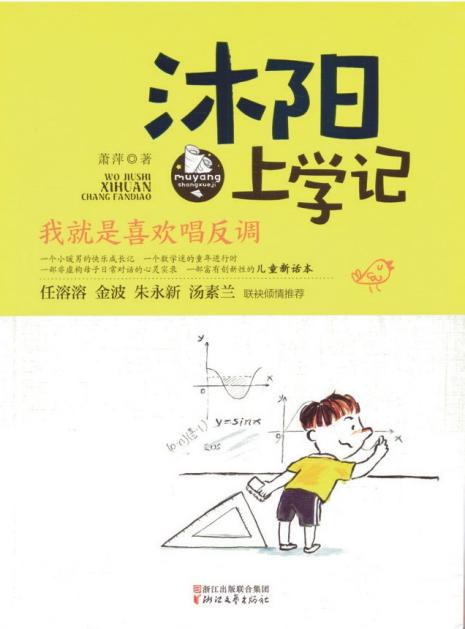 沐阳
上学记
萧萍◎著
muyang
shangxueji
WO JIUSHI
XIHUAN
CHANG FANDIAO
我就是喜欢唱反调
一个小暖男的快乐成长记 一个数学迷的童年进行时
一部非虚构母子日常对话的心灵实录 一部富有创新性的儿童新话本
任溶溶 金波 朱永新 汤素兰 联袂倾情推荐
y
x
y=sinx
x
浙江出版联合集团
浙江文艺出版社